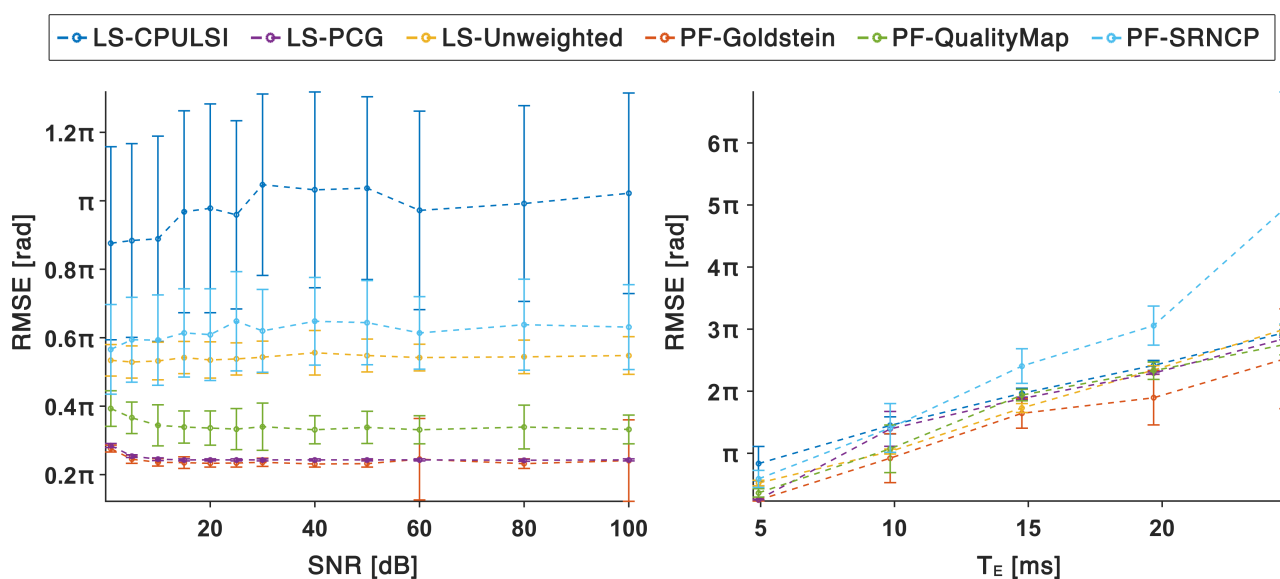 LS-CPULSI LS-PCG LS-Unweighted PF-Goldstein PF-QualityMap PF-SRNCP
RMSE [rad]
1.2π
π
0.8π
0.6π
0.4π
0.2π
20 40 60 80 100
SNR [dB]
RMSE [rad]
6π
5π
4π
3π
2π
π
5 10 15 20
TE [ms]